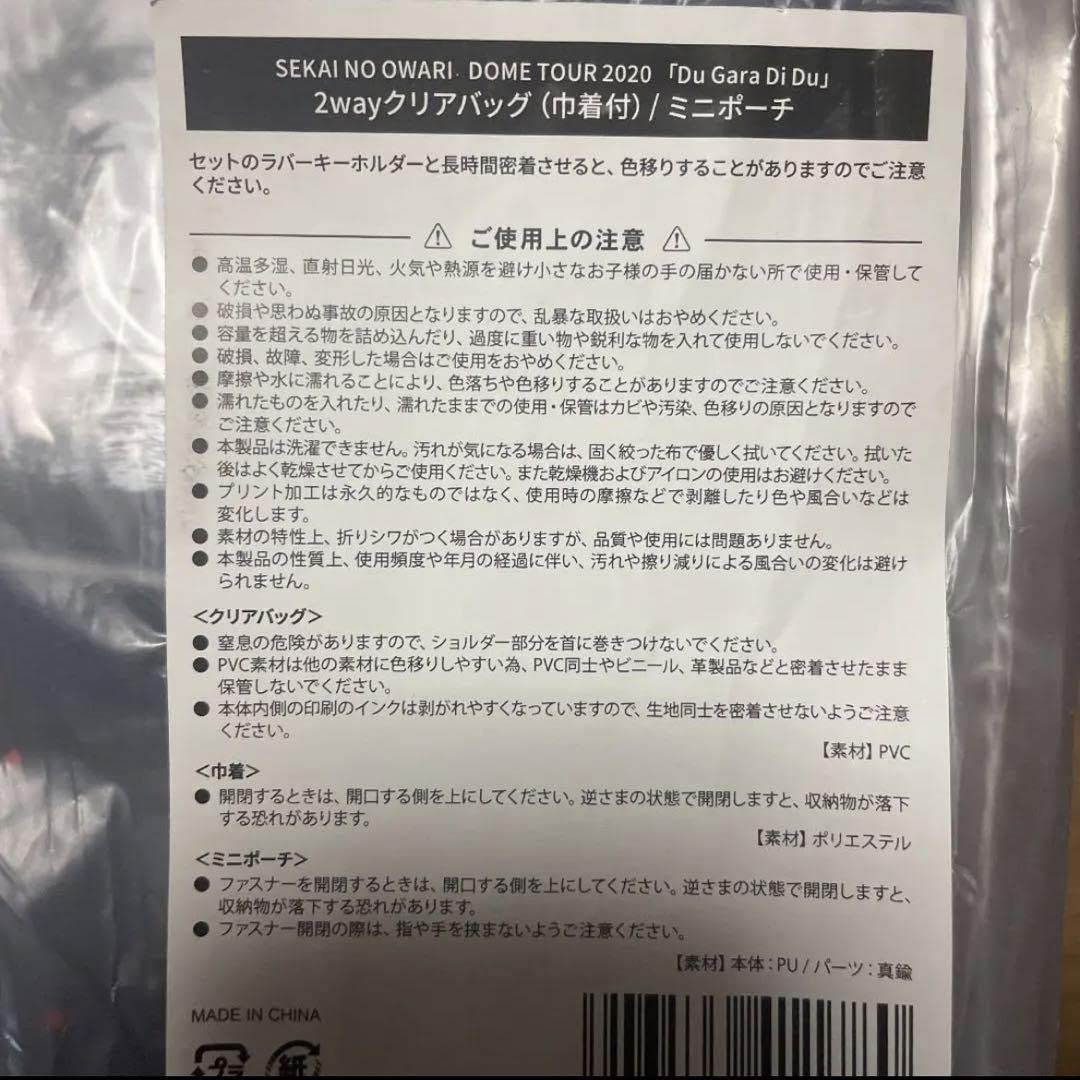 SEKAI NO OWARI DOME TOUR 2020 「Du Gara Di Du」
2wayクリアバッグ（巾着付）/ ミニポーチ
セットのラバーキーホルダーと長時間密着させると、色移りすることがありますのでご注意
ください。
ご使用上の注意
● 高温多湿、直射日光、火気や熱源を避け小さなお子様の手の届かない所で使用・保管して
ください。
● 破損や思わぬ事故の原因となりますので、乱暴な取扱いはおやめください。
● 容量を超える物を詰め込んだり、過度に重い物や鋭利な物を入れて使用しないでください。
● 破損、故障、変形した場合はご使用をおやめください。
● 摩擦や水に濡れることにより、色落ちや色移りすることがありますのでご注意ください。
● 濡れたものを入れたり、濡れたままでの使用・保管はカビや汚染、色移りの原因となりますので
ご注意ください。
● 本製品は洗濯できません。汚れが気になる場合は、固く絞った布で優しく拭いてください。拭いた
後はよく乾燥させてからご使用ください。また乾燥機およびアイロンの使用はお避けください。
● プリント加工は永久的なものではなく、使用時の摩擦などで剥離したり色や風合いなどは
変化します。
● 素材の特性上、折りシワがつく場合がありますが、品質や使用には問題ありません。
● 本製品の性質上、使用頻度や年月の経過に伴い、汚れや擦り減りによる風合いの変化は避け
られません。
＜クリアバッグ＞
● 窒息の危険がありますので、ショルダー部分を首に巻きつけないでください。
● PVC素材は他の素材に色移りしやすい為、PVC同士やビニール、革製品などと密着させたまま
保管しないでください。
● 本体内側の印刷のインクは剥がれやすくなっていますので、生地同士を密着させないようご注意
ください。
【素材】PVC
＜巾着＞
● 開閉するときは、開口する側を上にしてください。逆さまの状態で開閉しますと、収納物が落下
する恐れがあります。
【素材】ポリエステル
＜ミニポーチ＞
● ファスナーを開閉するときは、開口する側を上にしてください。逆さまの状態で開閉しますと、
収納物が落下する恐れがあります。
● ファスナー開閉の際は、指や手を挟まないようご注意ください。
【素材】本体：PU / パーツ：真鍮
MADE IN CHINA
プラ 紙